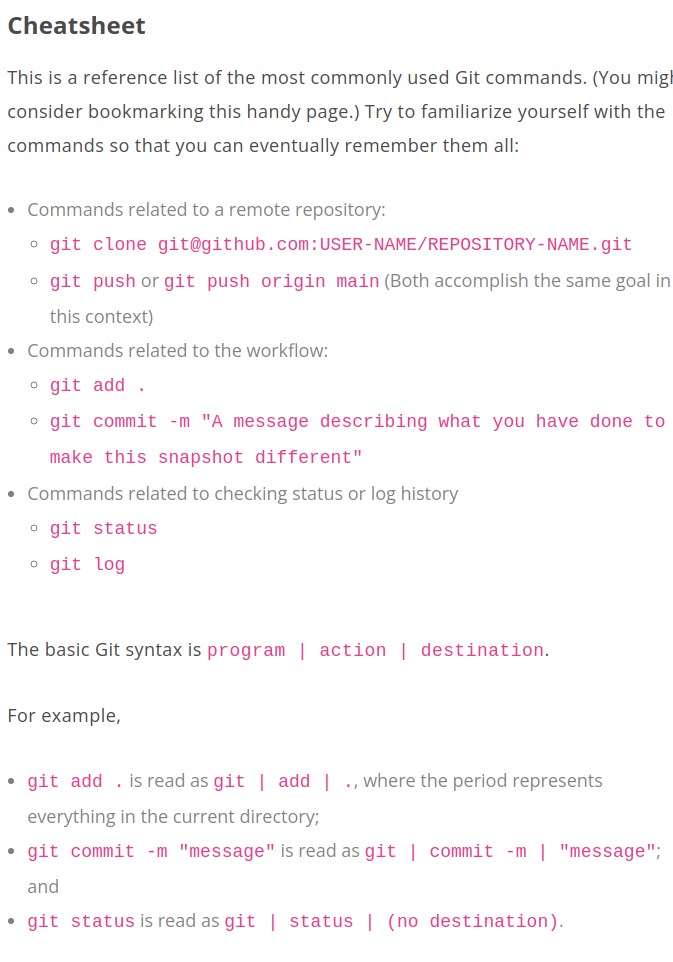 Cheatsheet
This is a reference list of the most commonly used Git commands. (You
consider bookmarking this handy page.) Try to familiarize yourself with the
commands so that you can eventually remember them all:
• Commands related to a remote repository:
◦ git clone git@github.com:USER-NAME/REPOSITORY-NAME.git
◦ git push or git push origin main (Both accomplish the same goal in
this context)
• Commands related to the workflow:
◦ git add .
◦ git commit -m "A message describing what you have done to
make this snapshot different"
• Commands related to checking status or log history
◦ git status
◦ git log
The basic Git syntax is program | action | destination.
For example,
• git add . is read as git | add | ., where the period represents
everything in the current directory;
• git commit -m "message" is read as git | commit -m | "message";
and
• git status is read as git | status | (no destination).